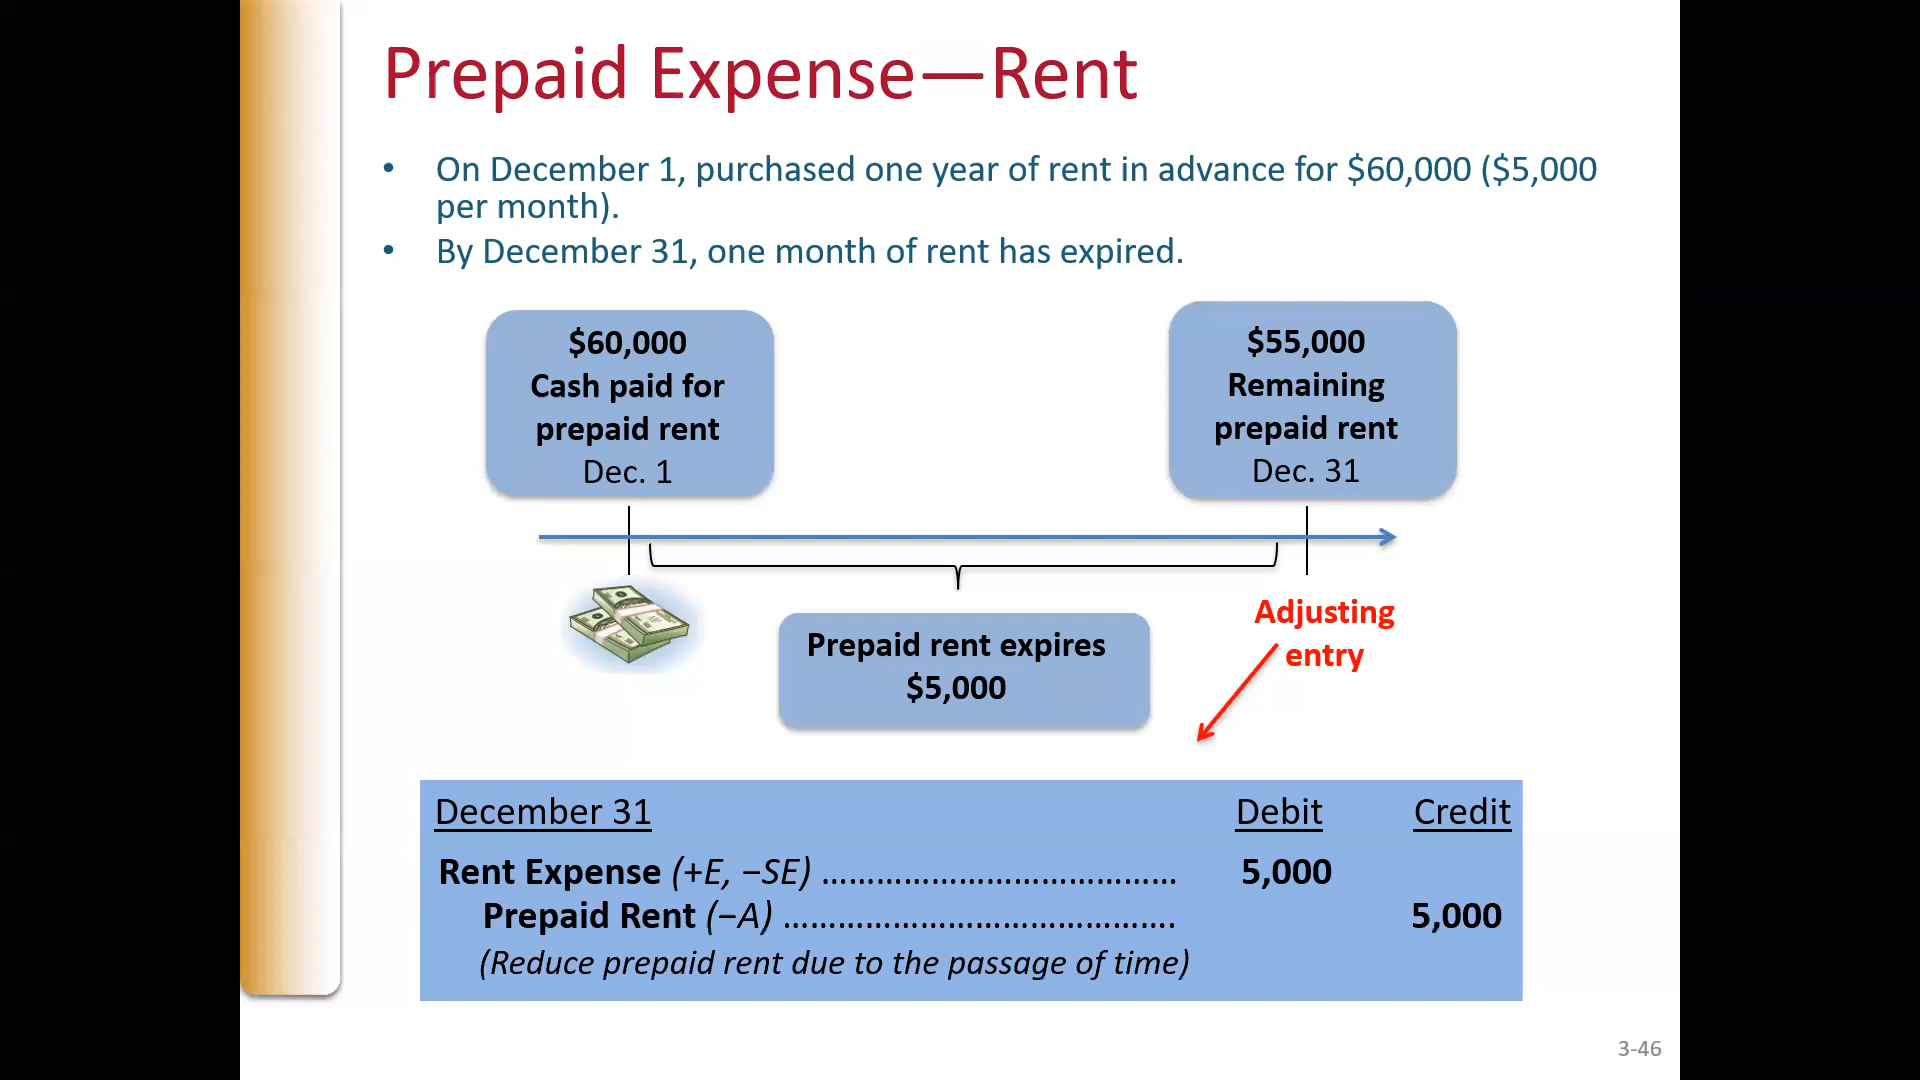 Prepaid Expense—Rent
• On December 1, purchased one year of rent in advance for $60,000 ($5,000
per month).
• By December 31, one month of rent has expired.
$60,000
Cash paid for
prepaid rent
Dec. 1
$55,000
Remaining
prepaid rent
Dec. 31
Prepaid rent expires
$5,000
Adjusting
entry
December 31 Debit Credit
Rent Expense (+E, −SE) ………………………………… 5,000
Prepaid Rent (−A) ……………………………………. 5,000
(Reduce prepaid rent due to the passage of time)
3-46